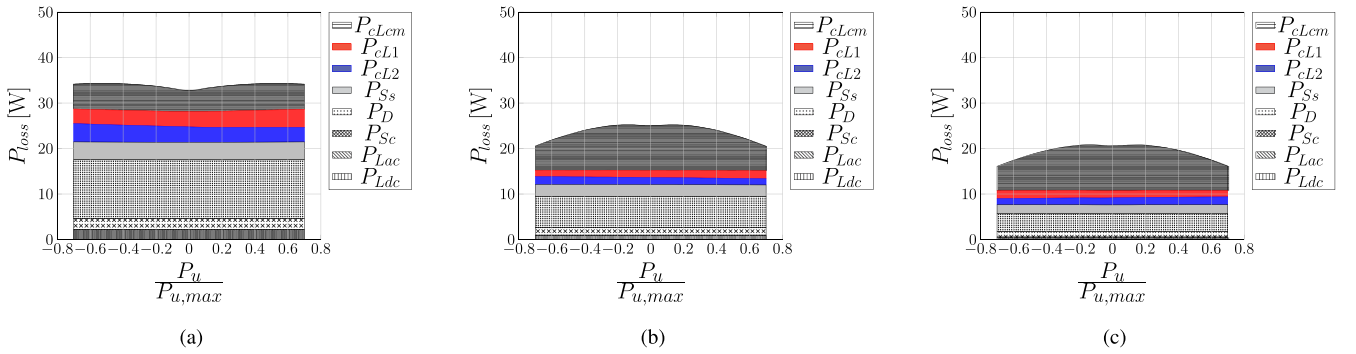 50
40
30
20
10
0
P_loss [W]
−0.8 −0.6 −0.4 −0.2 0 0.2 0.4 0.6 0.8
P_u
P_u,max
P_cLcm
P_cL1
P_cL2
P_Ss
P_D
P_Sc
P_Lac
P_Ldc
(a)
50
40
30
20
10
0
P_loss [W]
−0.8 −0.6 −0.4 −0.2 0 0.2 0.4 0.6 0.8
P_u
P_u,max
P_cLcm
P_cL1
P_cL2
P_Ss
P_D
P_Sc
P_Lac
P_Ldc
(b)
50
40
30
20
10
0
P_loss [W]
−0.8 −0.6 −0.4 −0.2 0 0.2 0.4 0.6 0.8
P_u
P_u,max
P_cLcm
P_cL1
P_cL2
P_Ss
P_D
P_Sc
P_Lac
P_Ldc
(c)